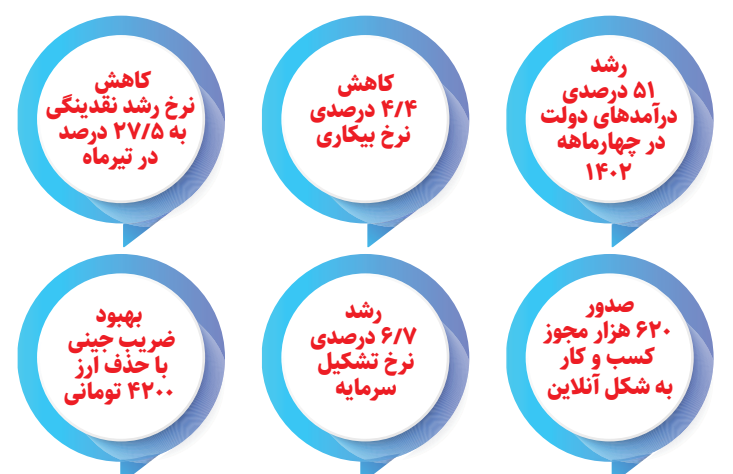 رشد
۵۱ درصدی
درآمدهای دولت
در چهارماهه
۱۴۰۲
کاهش
۴/۴ درصدی
نرخ بیکاری
کاهش
نرخ رشد نقدینگی
به ۲۷/۵ درصد
در تیرماه
صدور
۶۲۰ هزار مجوز
کسب و کار
به شکل آنلاین
رشد
۶/۷ درصدی
نرخ تشکیل
سرمایه
بهبود
ضریب جینی
با حذف ارز
۴۲۰۰ تومانی